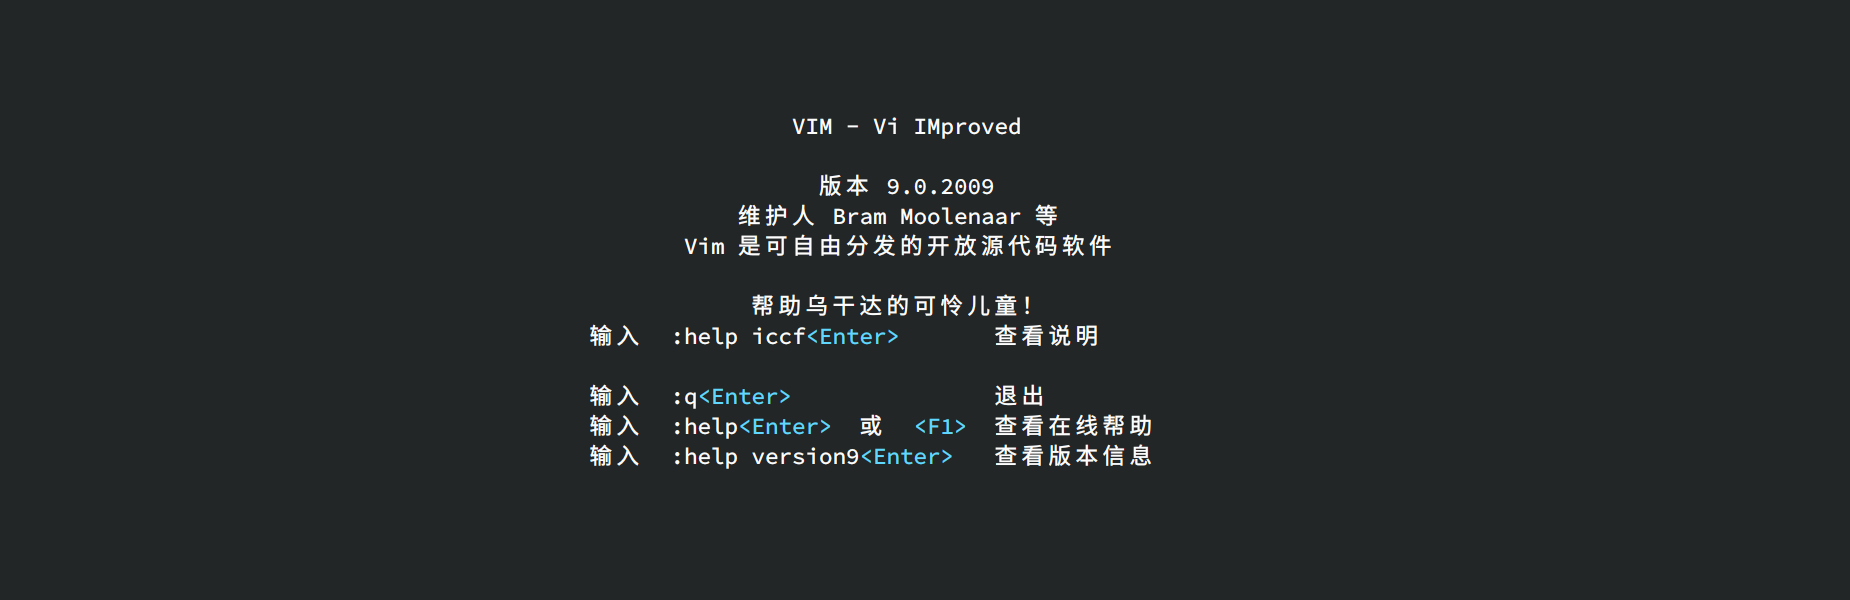 VIM - Vi IMproved
版本 9.0.2009
维护人 Bram Moolenaar 等
Vim 是可自由分发的开放源代码软件
帮助乌干达的可怜儿童!
输入  :help iccf<Enter>       查看说明
输入  :q<Enter>               退出
输入  :help<Enter>  或  <F1>  查看在线帮助
输入  :help version9<Enter>   查看版本信息